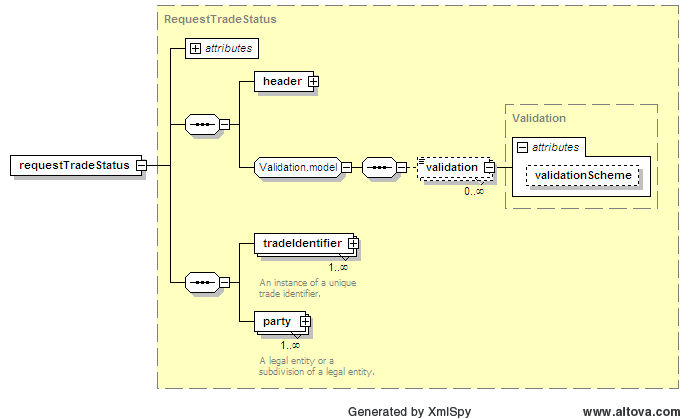 RequestTradeStatus
attributes
header
Validation
attributes
requestTradeStatus
Validation.model
validation
validationScheme
0..∞
tradeIdentifier
1..∞
An instance of a unique
trade identifier.
party
1..∞
A legal entity or a
subdivision of a legal entity.
Generated by XmlSpy
www.altova.com